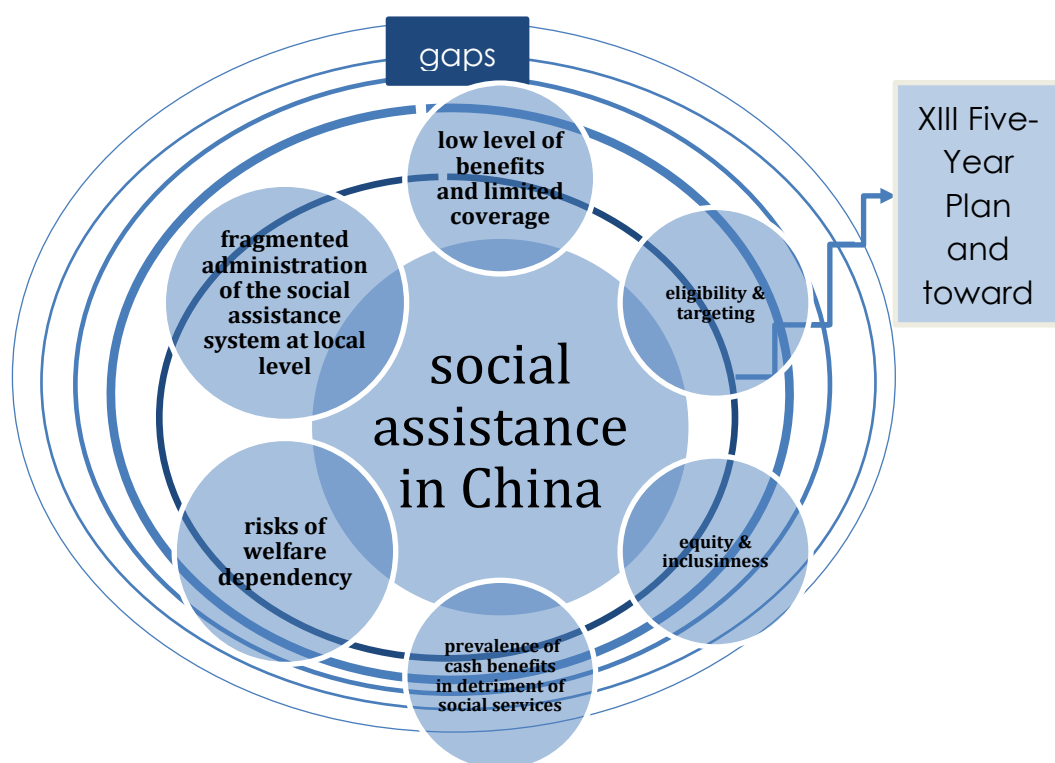 gaps
low level of
benefits
and limited
coverage
eligibility &
targeting
equity &
inclusinness
prevalence of
cash benefits
in detriment of
social services
risks of
welfare
dependency
fragmented
administration
of the social
assistance
system at local
level
social
assistance
in China
XIII Five-
Year
Plan
and
toward